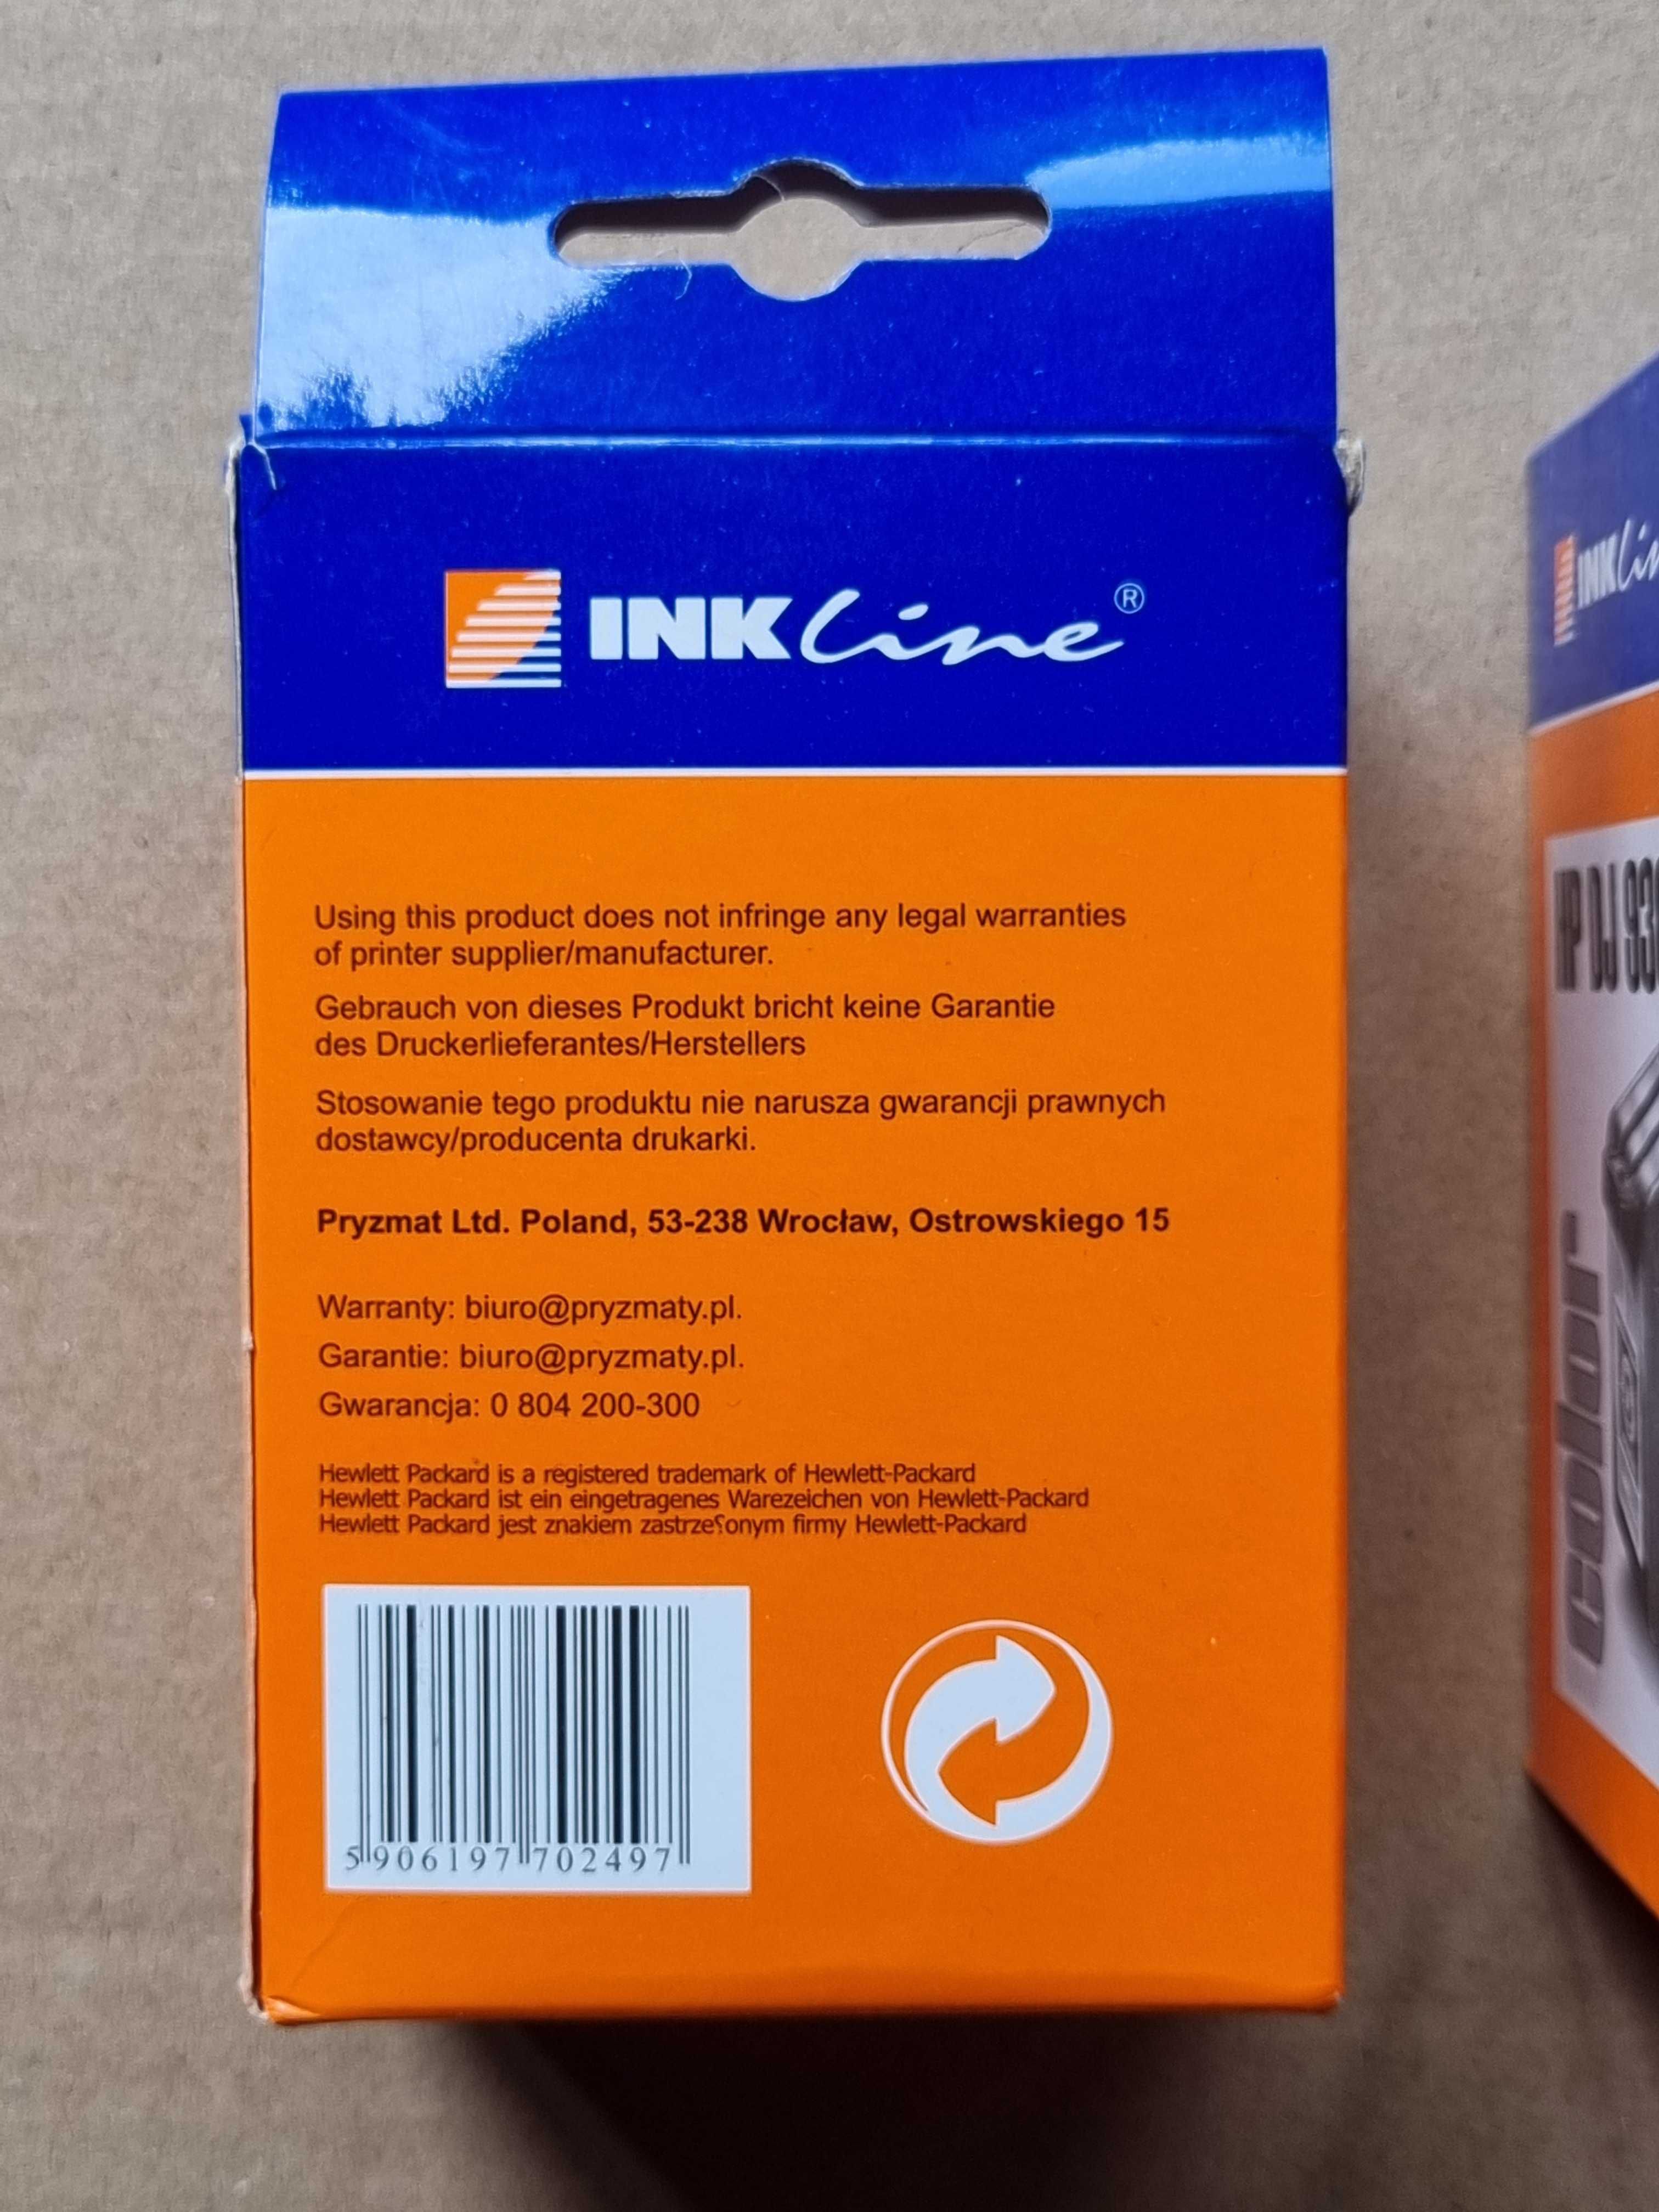 INKLine®
Using this product does not infringe any legal warranties
of printer supplier/manufacturer.
Gebrauch von dieses Produkt bricht keine Garantie
des Druckerlieferantes/Herstellers
Stosowanie tego produktu nie narusza gwarancji prawnych
dostawcy/producenta drukarki.
Pryzmat Ltd. Poland, 53-238 Wrocław, Ostrowskiego 15
Warranty: biuro@pryzmaty.pl.
Garantie: biuro@pryzmaty.pl.
Gwarancja: 0 804 200-300
Hewlett Packard is a registered trademark of Hewlett-Packard
Hewlett Packard ist ein eingetragenes Warezeichen von Hewlett-Packard
Hewlett Packard jest znakiem zastrzeʕonym firmy Hewlett-Packard
5 906197 702497
INK
HP DJ
color